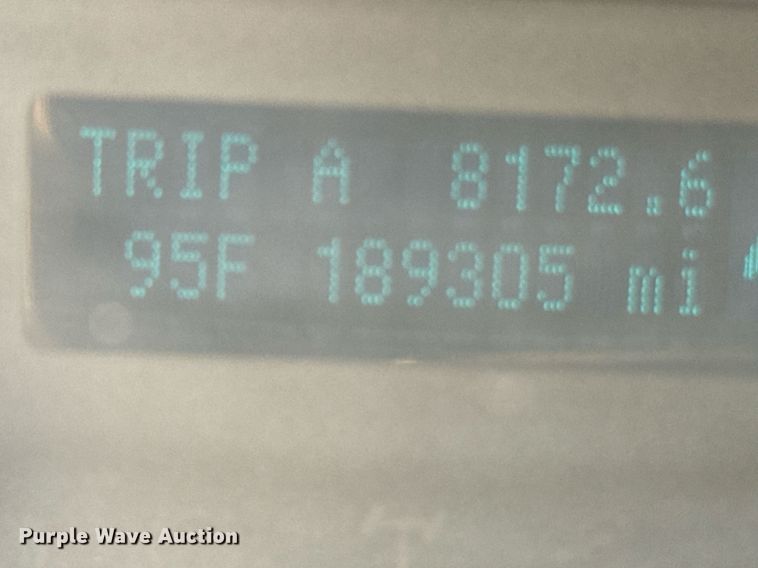 TRIP A 8172.6
95F 189305 mi
Purple Wave Auction